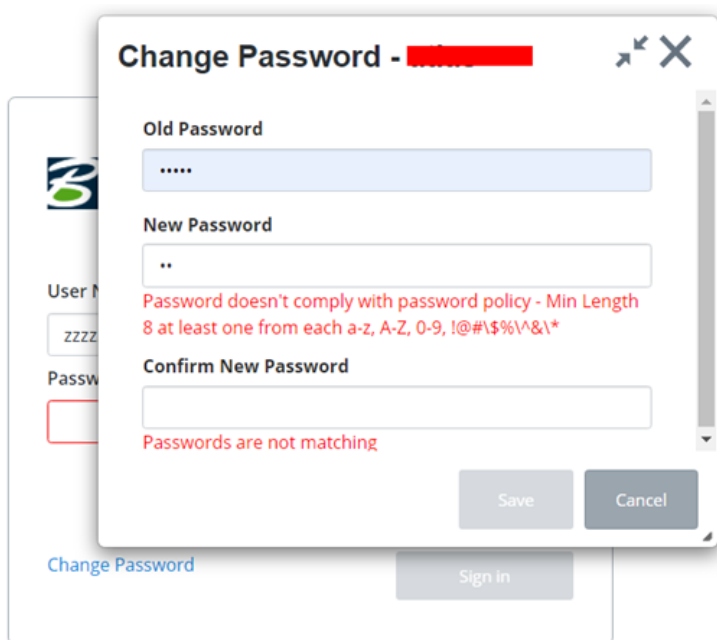 Change Password -
Old Password
•••••
New Password
••
Password doesn't comply with password policy - Min Length
8 at least one from each a-z, A-Z, 0-9, !@#\$%\^&\*
Confirm New Password
Passwords are not matching
Save Cancel
User N
zzzz
Passw
Change Password
Sign in